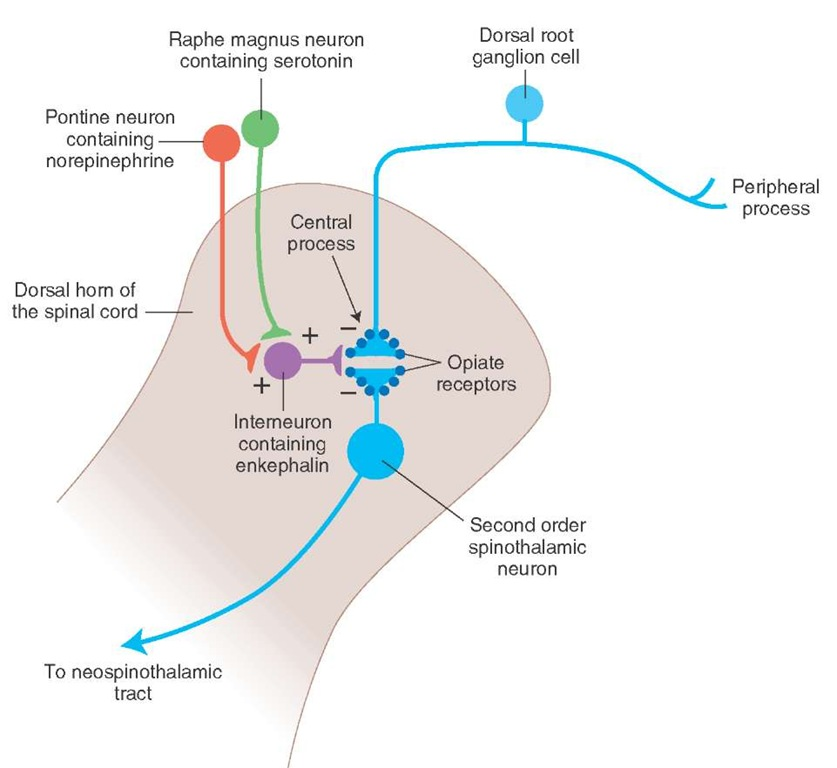 Raphe magnus neuron
containing serotonin
Dorsal root
ganglion cell
Pontine neuron
containing
norepinephrine
Peripheral
process
Central
process
Dorsal horn of
the spinal cord
+
−
Opiate
receptors
+
−
Interneuron
containing
enkephalin
Second order
spinothalamic
neuron
To neospinothalamic
tract